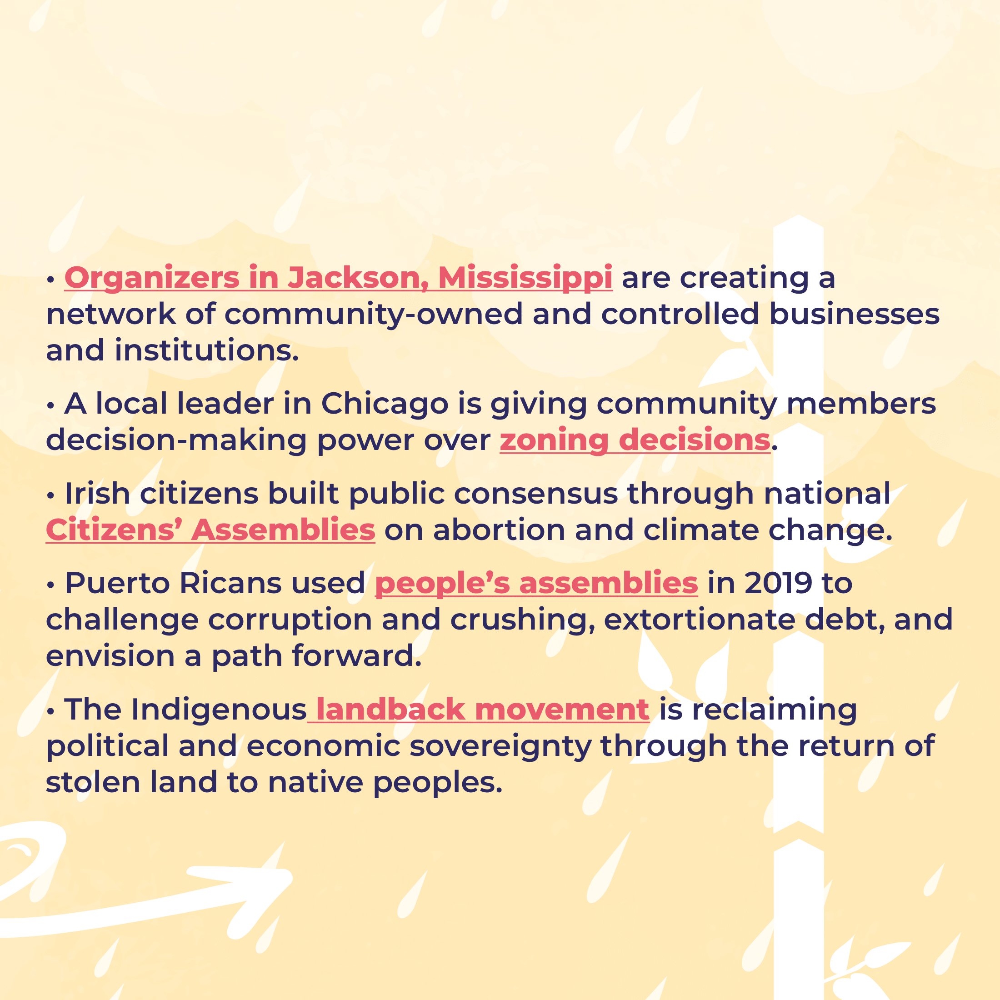 • Organizers in Jackson, Mississippi are creating a
network of community-owned and controlled businesses
and institutions.
• A local leader in Chicago is giving community members
decision-making power over zoning decisions.
• Irish citizens built public consensus through national
Citizens’ Assemblies on abortion and climate change.
• Puerto Ricans used people’s assemblies in 2019 to
challenge corruption and crushing, extortionate debt, and
envision a path forward.
• The Indigenous landback movement is reclaiming
political and economic sovereignty through the return of
stolen land to native peoples.